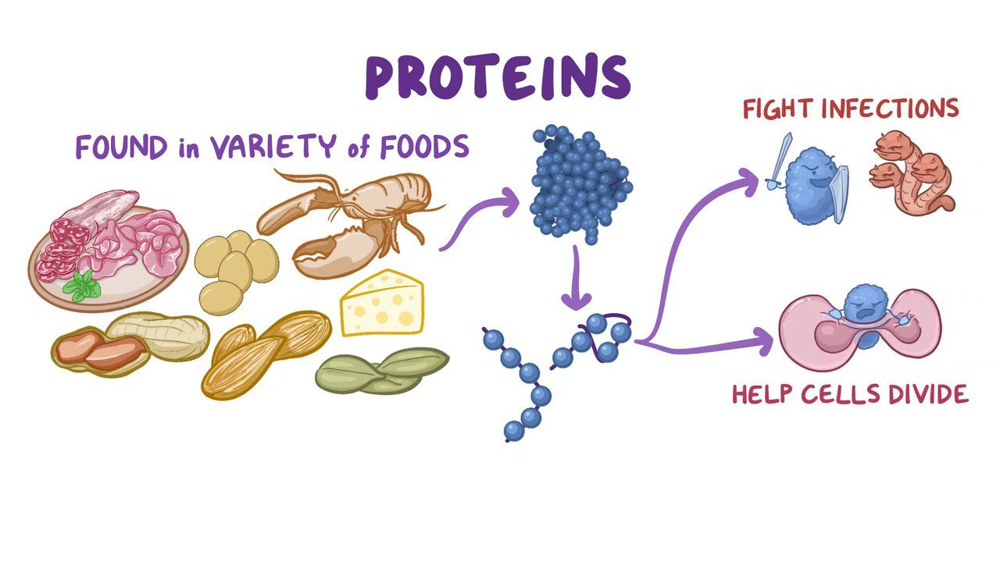 PROTEINS
FOUND in VARIETY of FOODS
FIGHT INFECTIONS
HELP CELLS DIVIDE